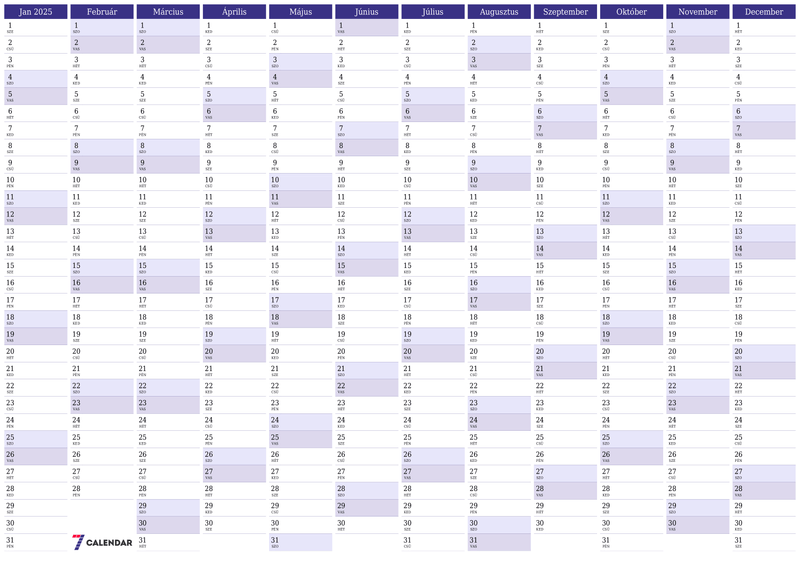 Jan 2025 Február Március Április Május Június Július Augusztus Szeptember Október November December
1 1 1 1 1 1 1 1 1 1 1 1
SZE SZO SZO KED CSÜ VAS KED PÉN HÉT SZE SZO HÉT
2 2 2 2 2 2 2 2 2 2 2 2
CSÜ VAS VAS SZE PÉN HÉT SZE SZO KED CSÜ VAS KED
3 3 3 3 3 3 3 3 3 3 3 3
PÉN HÉT HÉT CSÜ SZO KED CSÜ VAS SZE PÉN HÉT SZE
4 4 4 4 4 4 4 4 4 4 4 4
SZO KED KED PÉN VAS SZE PÉN HÉT CSÜ SZO KED CSÜ
5 5 5 5 5 5 5 5 5 5 5 5
VAS SZE SZE SZO HÉT CSÜ SZO KED PÉN VAS SZE PÉN
6 6 6 6 6 6 6 6 6 6 6 6
HÉT CSÜ CSÜ VAS KED PÉN VAS SZE SZO HÉT CSÜ SZO
7 7 7 7 7 7 7 7 7 7 7 7
KED PÉN PÉN HÉT SZE SZO HÉT CSÜ VAS KED PÉN VAS
8 8 8 8 8 8 8 8 8 8 8 8
SZE SZO SZO KED CSÜ VAS KED PÉN HÉT SZE SZO HÉT
9 9 9 9 9 9 9 9 9 9 9 9
CSÜ VAS VAS SZE PÉN HÉT SZE SZO KED CSÜ VAS KED
10 10 10 10 10 10 10 10 10 10 10 10
PÉN HÉT HÉT CSÜ SZO KED CSÜ VAS SZE PÉN HÉT SZE
11 11 11 11 11 11 11 11 11 11 11 11
SZO KED KED PÉN VAS SZE PÉN HÉT CSÜ SZO KED CSÜ
12 12 12 12 12 12 12 12 12 12 12 12
VAS SZE SZE SZO HÉT CSÜ SZO KED PÉN VAS SZE PÉN
13 13 13 13 13 13 13 13 13 13 13 13
HÉT CSÜ CSÜ VAS KED PÉN VAS SZE SZO HÉT CSÜ SZO
14 14 14 14 14 14 14 14 14 14 14 14
KED PÉN PÉN HÉT SZE SZO HÉT CSÜ VAS KED PÉN VAS
15 15 15 15 15 15 15 15 15 15 15 15
SZE SZO SZO KED CSÜ VAS KED PÉN HÉT SZE SZO HÉT
16 16 16 16 16 16 16 16 16 16 16 16
CSÜ VAS VAS SZE PÉN HÉT SZE SZO KED CSÜ VAS KED
17 17 17 17 17 17 17 17 17 17 17 17
PÉN HÉT HÉT CSÜ SZO KED CSÜ VAS SZE PÉN HÉT SZE
18 18 18 18 18 18 18 18 18 18 18 18
SZO KED KED PÉN VAS SZE PÉN HÉT CSÜ SZO KED CSÜ
19 19 19 19 19 19 19 19 19 19 19 19
VAS SZE SZE SZO HÉT CSÜ SZO KED PÉN VAS SZE PÉN
20 20 20 20 20 20 20 20 20 20 20 20
HÉT CSÜ CSÜ VAS KED PÉN VAS SZE SZO HÉT CSÜ SZO
21 21 21 21 21 21 21 21 21 21 21 21
KED PÉN PÉN HÉT SZE SZO HÉT CSÜ VAS KED PÉN VAS
22 22 22 22 22 22 22 22 22 22 22 22
SZE SZO SZO KED CSÜ VAS KED PÉN HÉT SZE SZO HÉT
23 23 23 23 23 23 23 23 23 23 23 23
CSÜ VAS VAS SZE PÉN HÉT SZE SZO KED CSÜ VAS KED
24 24 24 24 24 24 24 24 24 24 24 24
PÉN HÉT HÉT CSÜ SZO KED CSÜ VAS SZE PÉN HÉT SZE
25 25 25 25 25 25 25 25 25 25 25 25
SZO KED KED PÉN VAS SZE PÉN HÉT CSÜ SZO KED CSÜ
26 26 26 26 26 26 26 26 26 26 26 26
VAS SZE SZE SZO HÉT CSÜ SZO KED PÉN VAS SZE PÉN
27 27 27 27 27 27 27 27 27 27 27 27
HÉT CSÜ CSÜ VAS KED PÉN VAS SZE SZO HÉT CSÜ SZO
28 28 28 28 28 28 28 28 28 28 28 28
KED PÉN PÉN HÉT SZE SZO HÉT CSÜ VAS KED PÉN VAS
29 29 29 29 29 29 29 29 29 29 29
SZE SZO KED CSÜ VAS KED PÉN HÉT SZE SZO HÉT
30 30 30 30 30 30 30 30 30 30 30
CSÜ VAS SZE PÉN HÉT SZE SZO KED CSÜ VAS KED
31 7 CALENDAR 31 31 31 31 31 31
PÉN HÉT SZO CSÜ VAS PÉN SZE